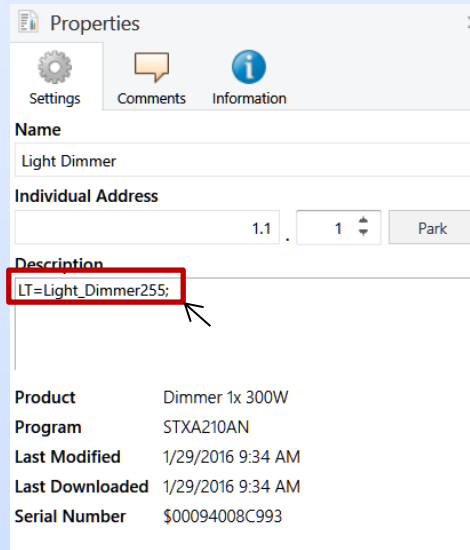 Properties
Settings Comments Information
Name
Light Dimmer
Individual Address
1.1 . 1 Park
Description
LT=Light_Dimmer255;
Product Dimmer 1x 300W
Program STXA210AN
Last Modified 1/29/2016 9:34 AM
Last Downloaded 1/29/2016 9:34 AM
Serial Number $00094008C993